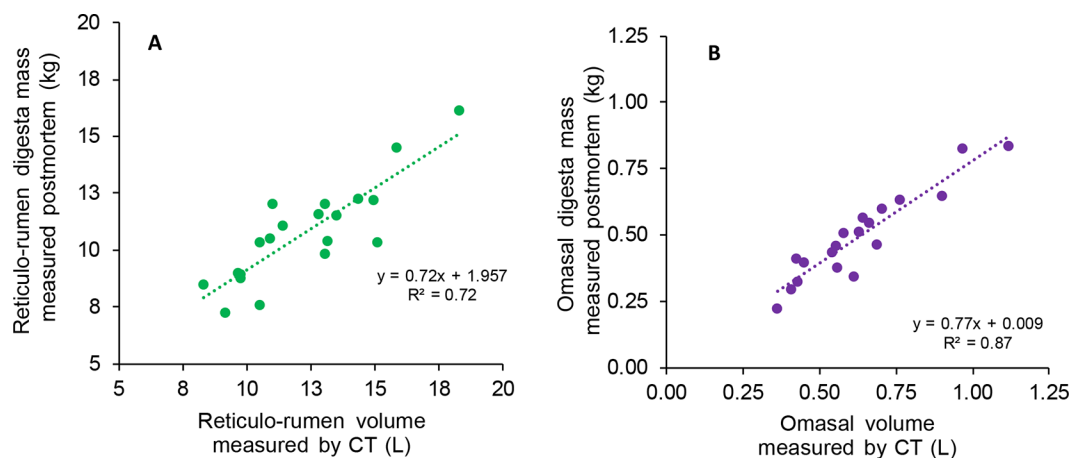 A
Reticulo-rumen digesta mass
measured postmortem (kg)
20
18
15
13
10
8
5
5
8
10
13
15
18
20
y = 0.72x + 1.957
R² = 0.72
Reticulo-rumen volume
measured by CT (L)
B
Omasal digesta mass
measured postmortem (kg)
1.25
1.00
0.75
0.50
0.25
0.00
0.00
0.25
0.50
0.75
1.00
1.25
y = 0.77x + 0.009
R² = 0.87
Omasal volume
measured by CT (L)